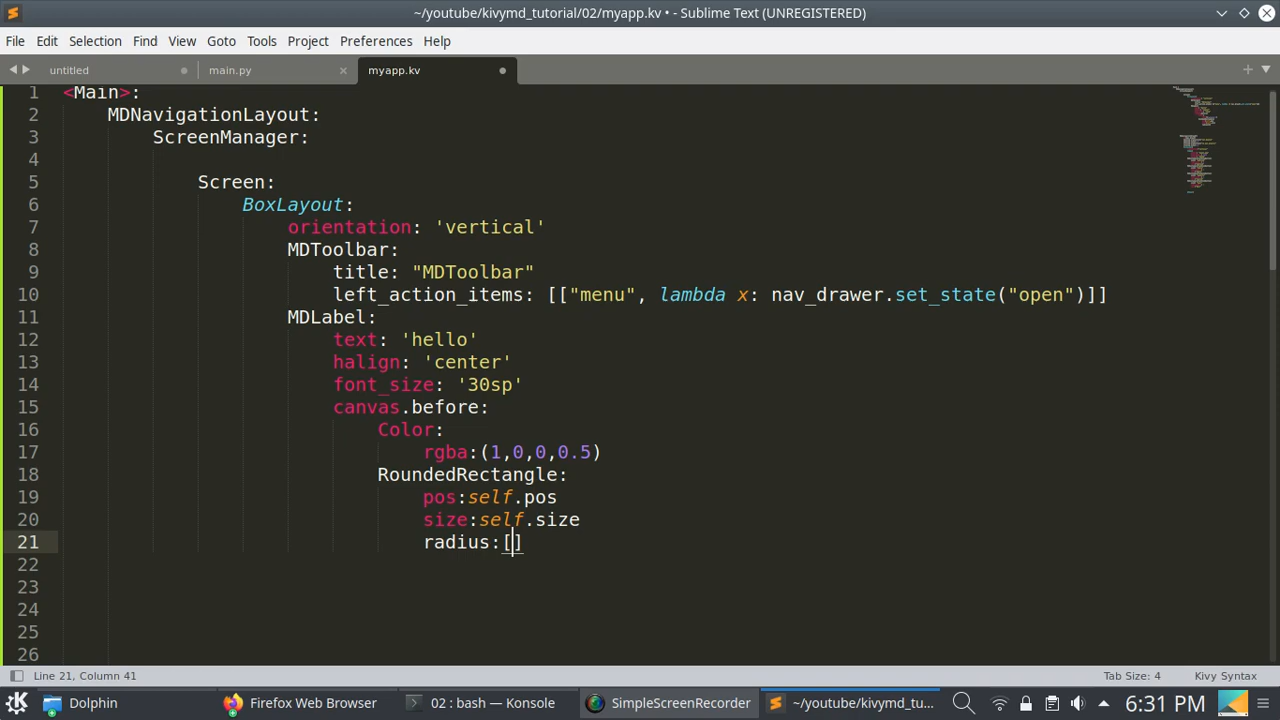 ~/youtube/kivymd_tutorial/02/myapp.kv • - Sublime Text (UNREGISTERED)
File Edit Selection Find View Goto Tools Project Preferences Help
untitled main.py myapp.kv
1 <Main>:
2 MDNavigationLayout:
3 ScreenManager:
4
5 Screen:
6 BoxLayout:
7 orientation: 'vertical'
8 MDToolbar:
9 title: "MDToolbar"
10 left_action_items: [["menu", lambda x: nav_drawer.set_state("open")]]
11 MDLabel:
12 text: 'hello'
13 halign: 'center'
14 font_size: '30sp'
15 canvas.before:
16 Color:
17 rgba:(1,0,0,0.5)
18 RoundedRectangle:
19 pos:self.pos
20 size:self.size
21 radius:[]
22
23
24
25
26
Line 21, Column 41 Tab Size: 4 Kivy Syntax
Dolphin Firefox Web Browser 02 : bash — Konsole SimpleScreenRecorder ~/youtube/kivymd_tu... 6:31 PM